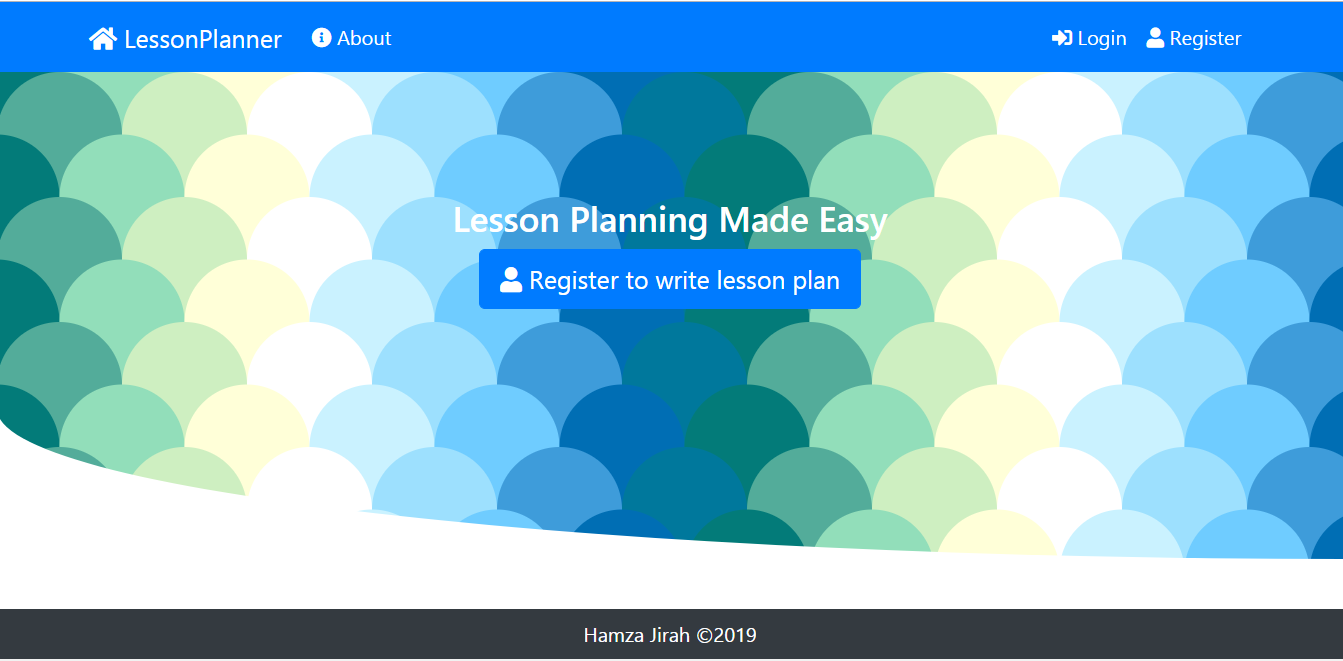 LessonPlanner About Login Register
Lesson Planning Made Easy
Register to write lesson plan
Hamza Jirah ©2019